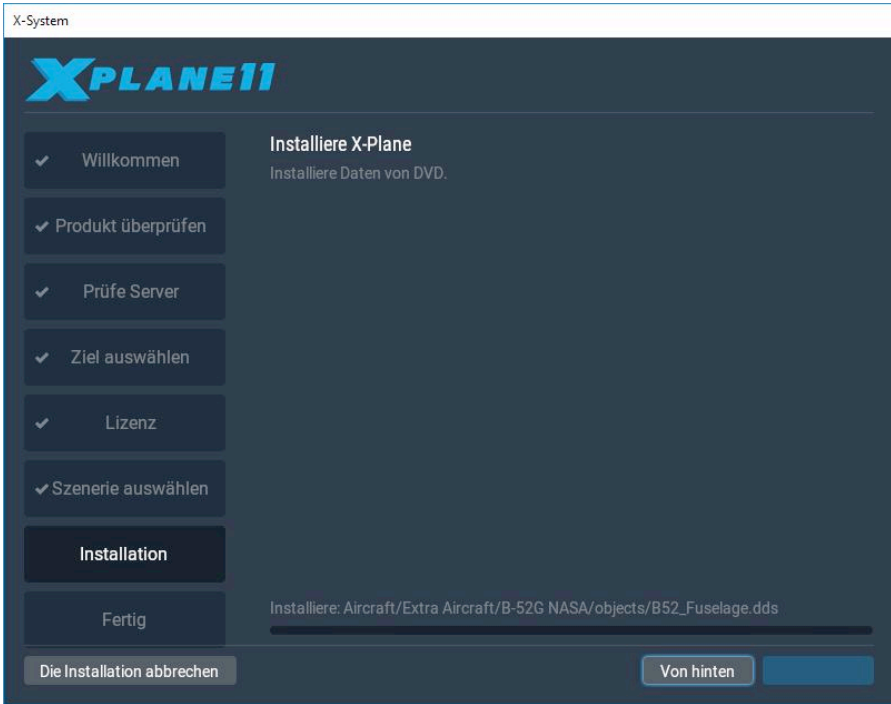 X-System
XPLANE11
Willkommen
Produkt überprüfen
Prüfe Server
Ziel auswählen
Lizenz
Szenerie auswählen
Installation
Fertig
Installiere X-Plane
Installiere Daten von DVD.
Installiere: Aircraft/Extra Aircraft/B-52G NASA/objects/B52_Fuselage.dds
Die Installation abbrechen
Von hinten